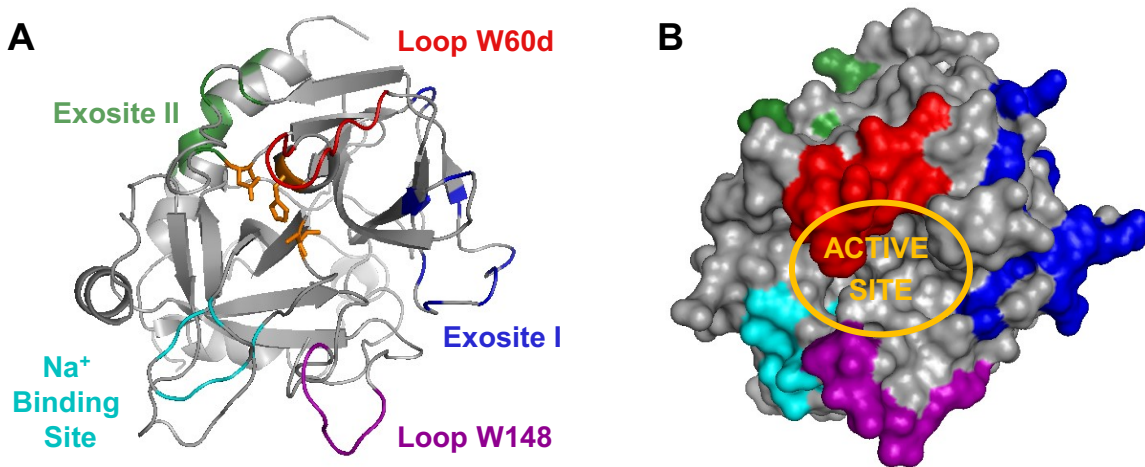 A
Loop W60d
Exosite II
Exosite I
Na⁺
Binding
Site
Loop W148
B
ACTIVE
SITE